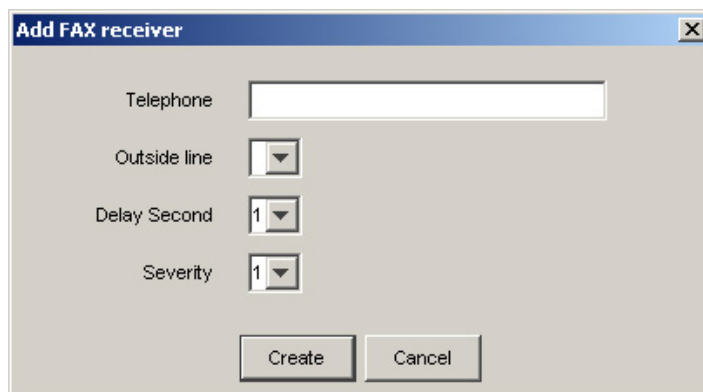 Add FAX receiver
Telephone
Outside line
Delay Second 1
Severity 1
Create Cancel